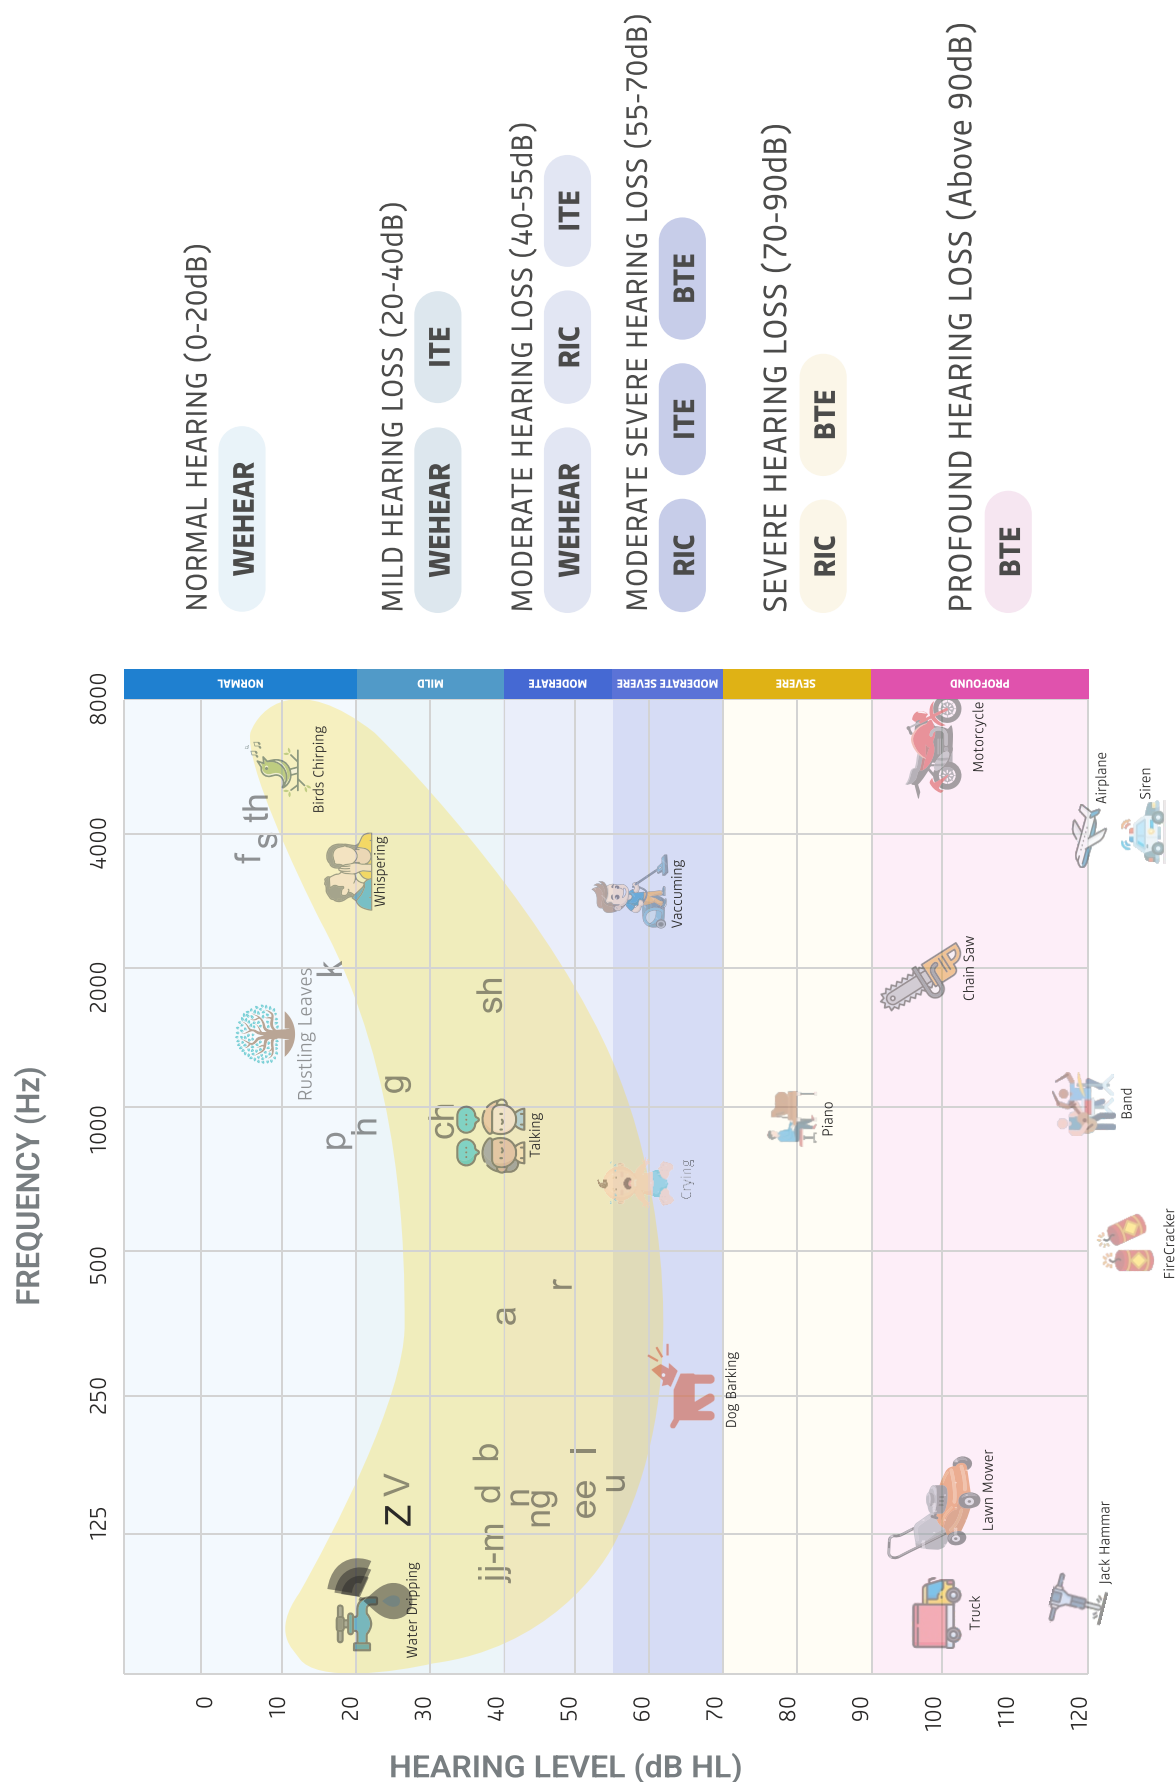 FREQUENCY (Hz)
125
250
500
1000
2000
4000
8000
HEARING LEVEL (dB HL)
0
10
20
30
40
50
60
70
80
90
100
110
120
NORMAL
MILD
MODERATE
MODERATE SEVERE
SEVERE
PROFOUND
f
s
th
Birds Chirping
Rustling Leaves
k
Whispering
p
h
g
Water Dripping
Z
V
ch
Talking
sh
jj-m
d
b
n
ng
a
r
ee
l
u
Crying
Vaccuming
Dog Barking
Piano
Truck
Lawn Mower
Chain Saw
Motorcycle
Jack Hammar
Band
Airplane
FireCracker
Siren
NORMAL HEARING (0-20dB)
WEHEAR
MILD HEARING LOSS (20-40dB)
WEHEAR ITE
MODERATE HEARING LOSS (40-55dB)
WEHEAR RIC ITE
MODERATE SEVERE HEARING LOSS (55-70dB)
RIC ITE BTE
SEVERE HEARING LOSS (70-90dB)
RIC BTE
PROFOUND HEARING LOSS (Above 90dB)
BTE